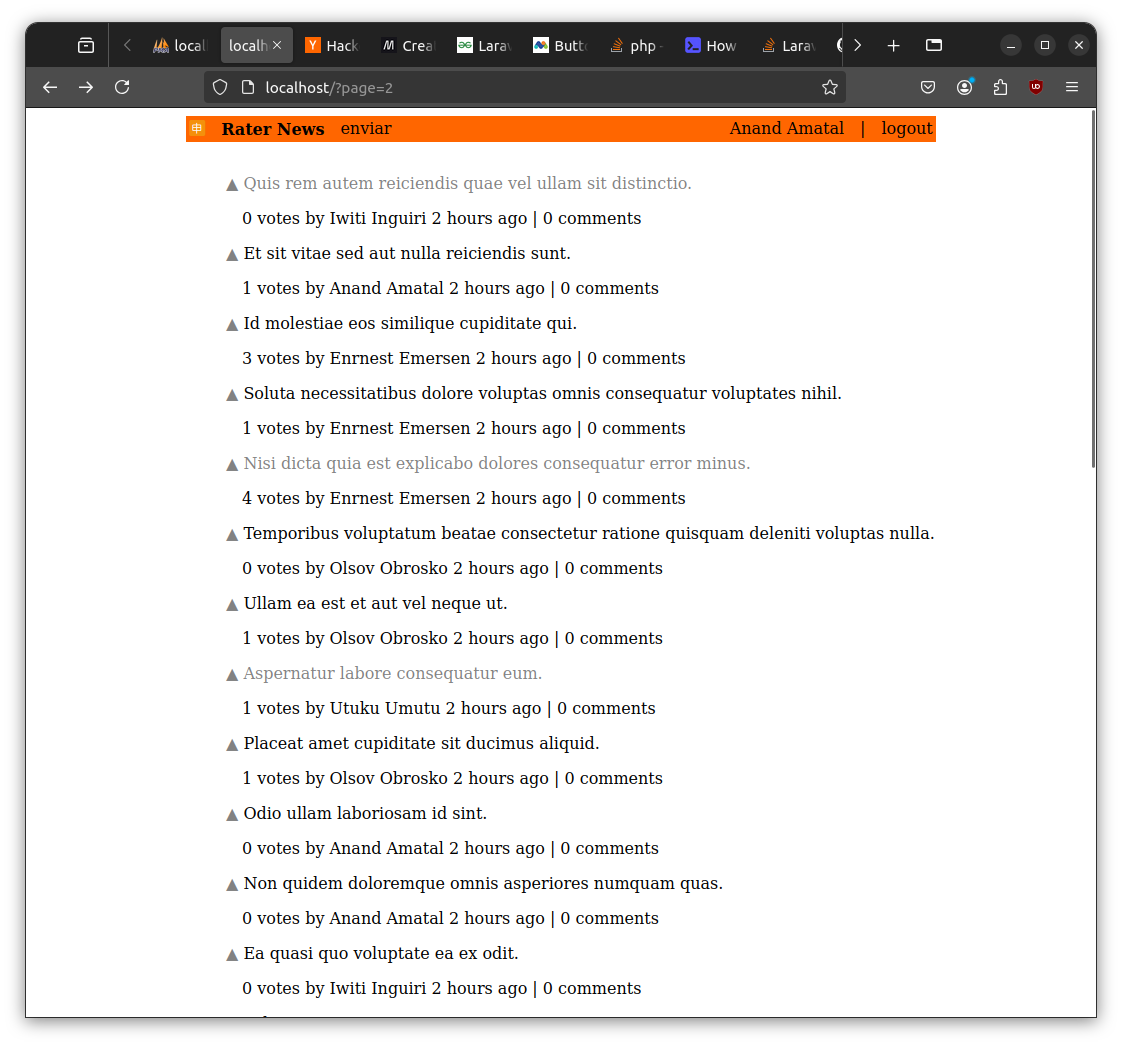 local localh Hack Crea Lara Butt php - How Lara
localhost/?page=2
申 Rater News enviar Anand Amatal | logout
▲ Quis rem autem reiciendis quae vel ullam sit distinctio.
0 votes by Iwiti Inguiri 2 hours ago | 0 comments
▲ Et sit vitae sed aut nulla reiciendis sunt.
1 votes by Anand Amatal 2 hours ago | 0 comments
▲ Id molestiae eos similique cupiditate qui.
3 votes by Enrnest Emersen 2 hours ago | 0 comments
▲ Soluta necessitatibus dolore voluptas omnis consequatur voluptates nihil.
1 votes by Enrnest Emersen 2 hours ago | 0 comments
▲ Nisi dicta quia est explicabo dolores consequatur error minus.
4 votes by Enrnest Emersen 2 hours ago | 0 comments
▲ Temporibus voluptatum beatae consectetur ratione quisquam deleniti voluptas nulla.
0 votes by Olsov Obrosko 2 hours ago | 0 comments
▲ Ullam ea est et aut vel neque ut.
1 votes by Olsov Obrosko 2 hours ago | 0 comments
▲ Aspernatur labore consequatur eum.
1 votes by Utuku Umutu 2 hours ago | 0 comments
▲ Placeat amet cupiditate sit ducimus aliquid.
1 votes by Olsov Obrosko 2 hours ago | 0 comments
▲ Odio ullam laboriosam id sint.
0 votes by Anand Amatal 2 hours ago | 0 comments
▲ Non quidem doloremque omnis asperiores numquam quas.
0 votes by Anand Amatal 2 hours ago | 0 comments
▲ Ea quasi quo voluptate ea ex odit.
0 votes by Iwiti Inguiri 2 hours ago | 0 comments